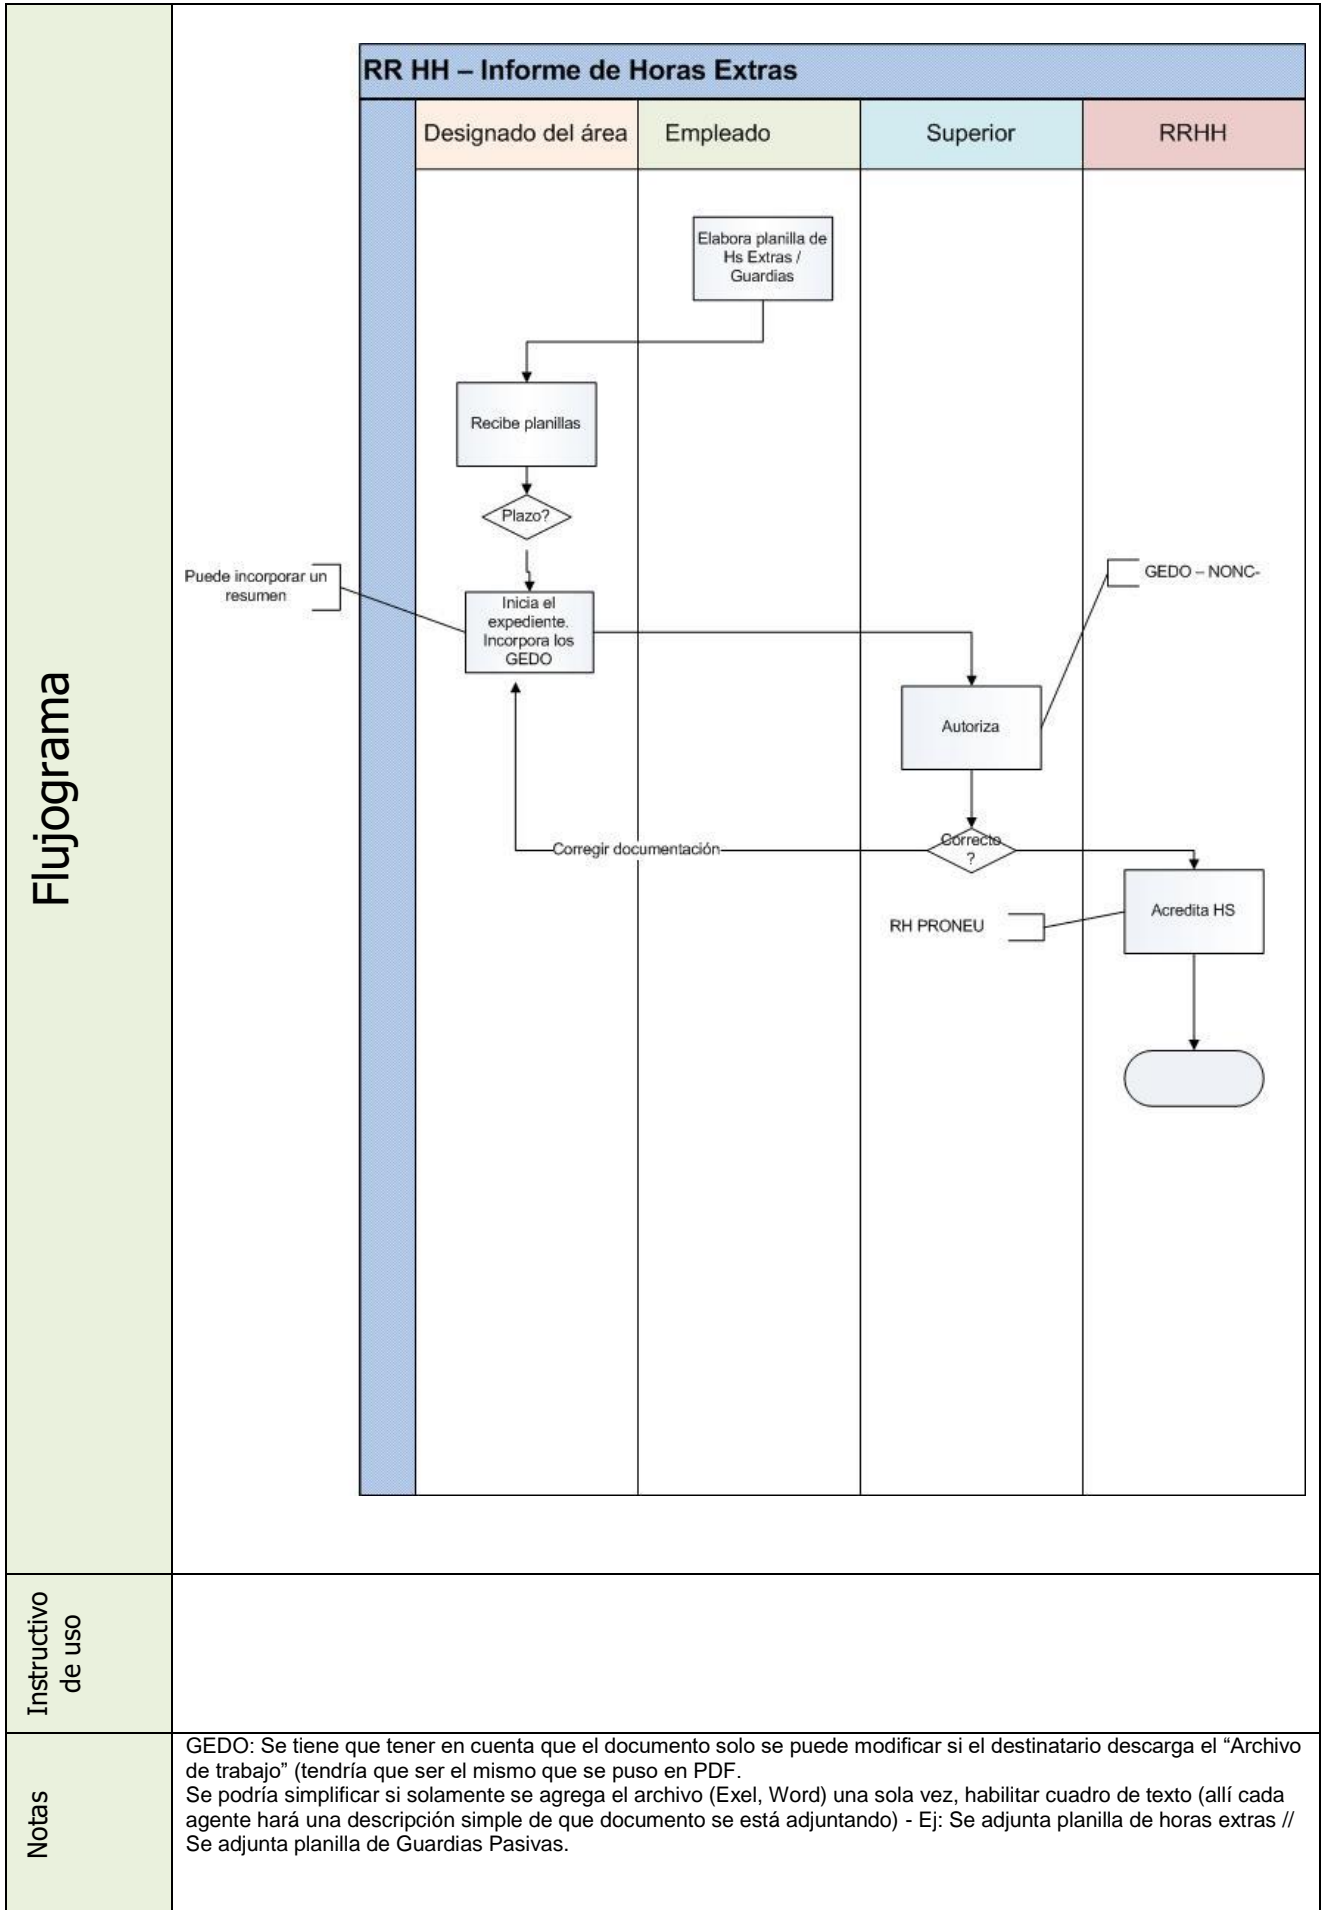 Flujograma
RR HH – Informe de Horas Extras
Designado del área
Empleado
Superior
RRHH
Elabora planilla de
Hs Extras /
Guardias
Recibe planillas
Plazo?
Puede incorporar un
resumen
Inicia el
expediente.
Incorpora los
GEDO
GEDO – NONC-
Autoriza
Correcto
?
Corregir documentación
Acredita HS
RH PRONEU
Instructivo
de uso
Notas
GEDO: Se tiene que tener en cuenta que el documento solo se puede modificar si el destinatario descarga el “Archivo
de trabajo” (tendría que ser el mismo que se puso en PDF.
Se podría simplificar si solamente se agrega el archivo (Exel, Word) una sola vez, habilitar cuadro de texto (allí cada
agente hará una descripción simple de que documento se está adjuntando) - Ej: Se adjunta planilla de horas extras //
Se adjunta planilla de Guardias Pasivas.